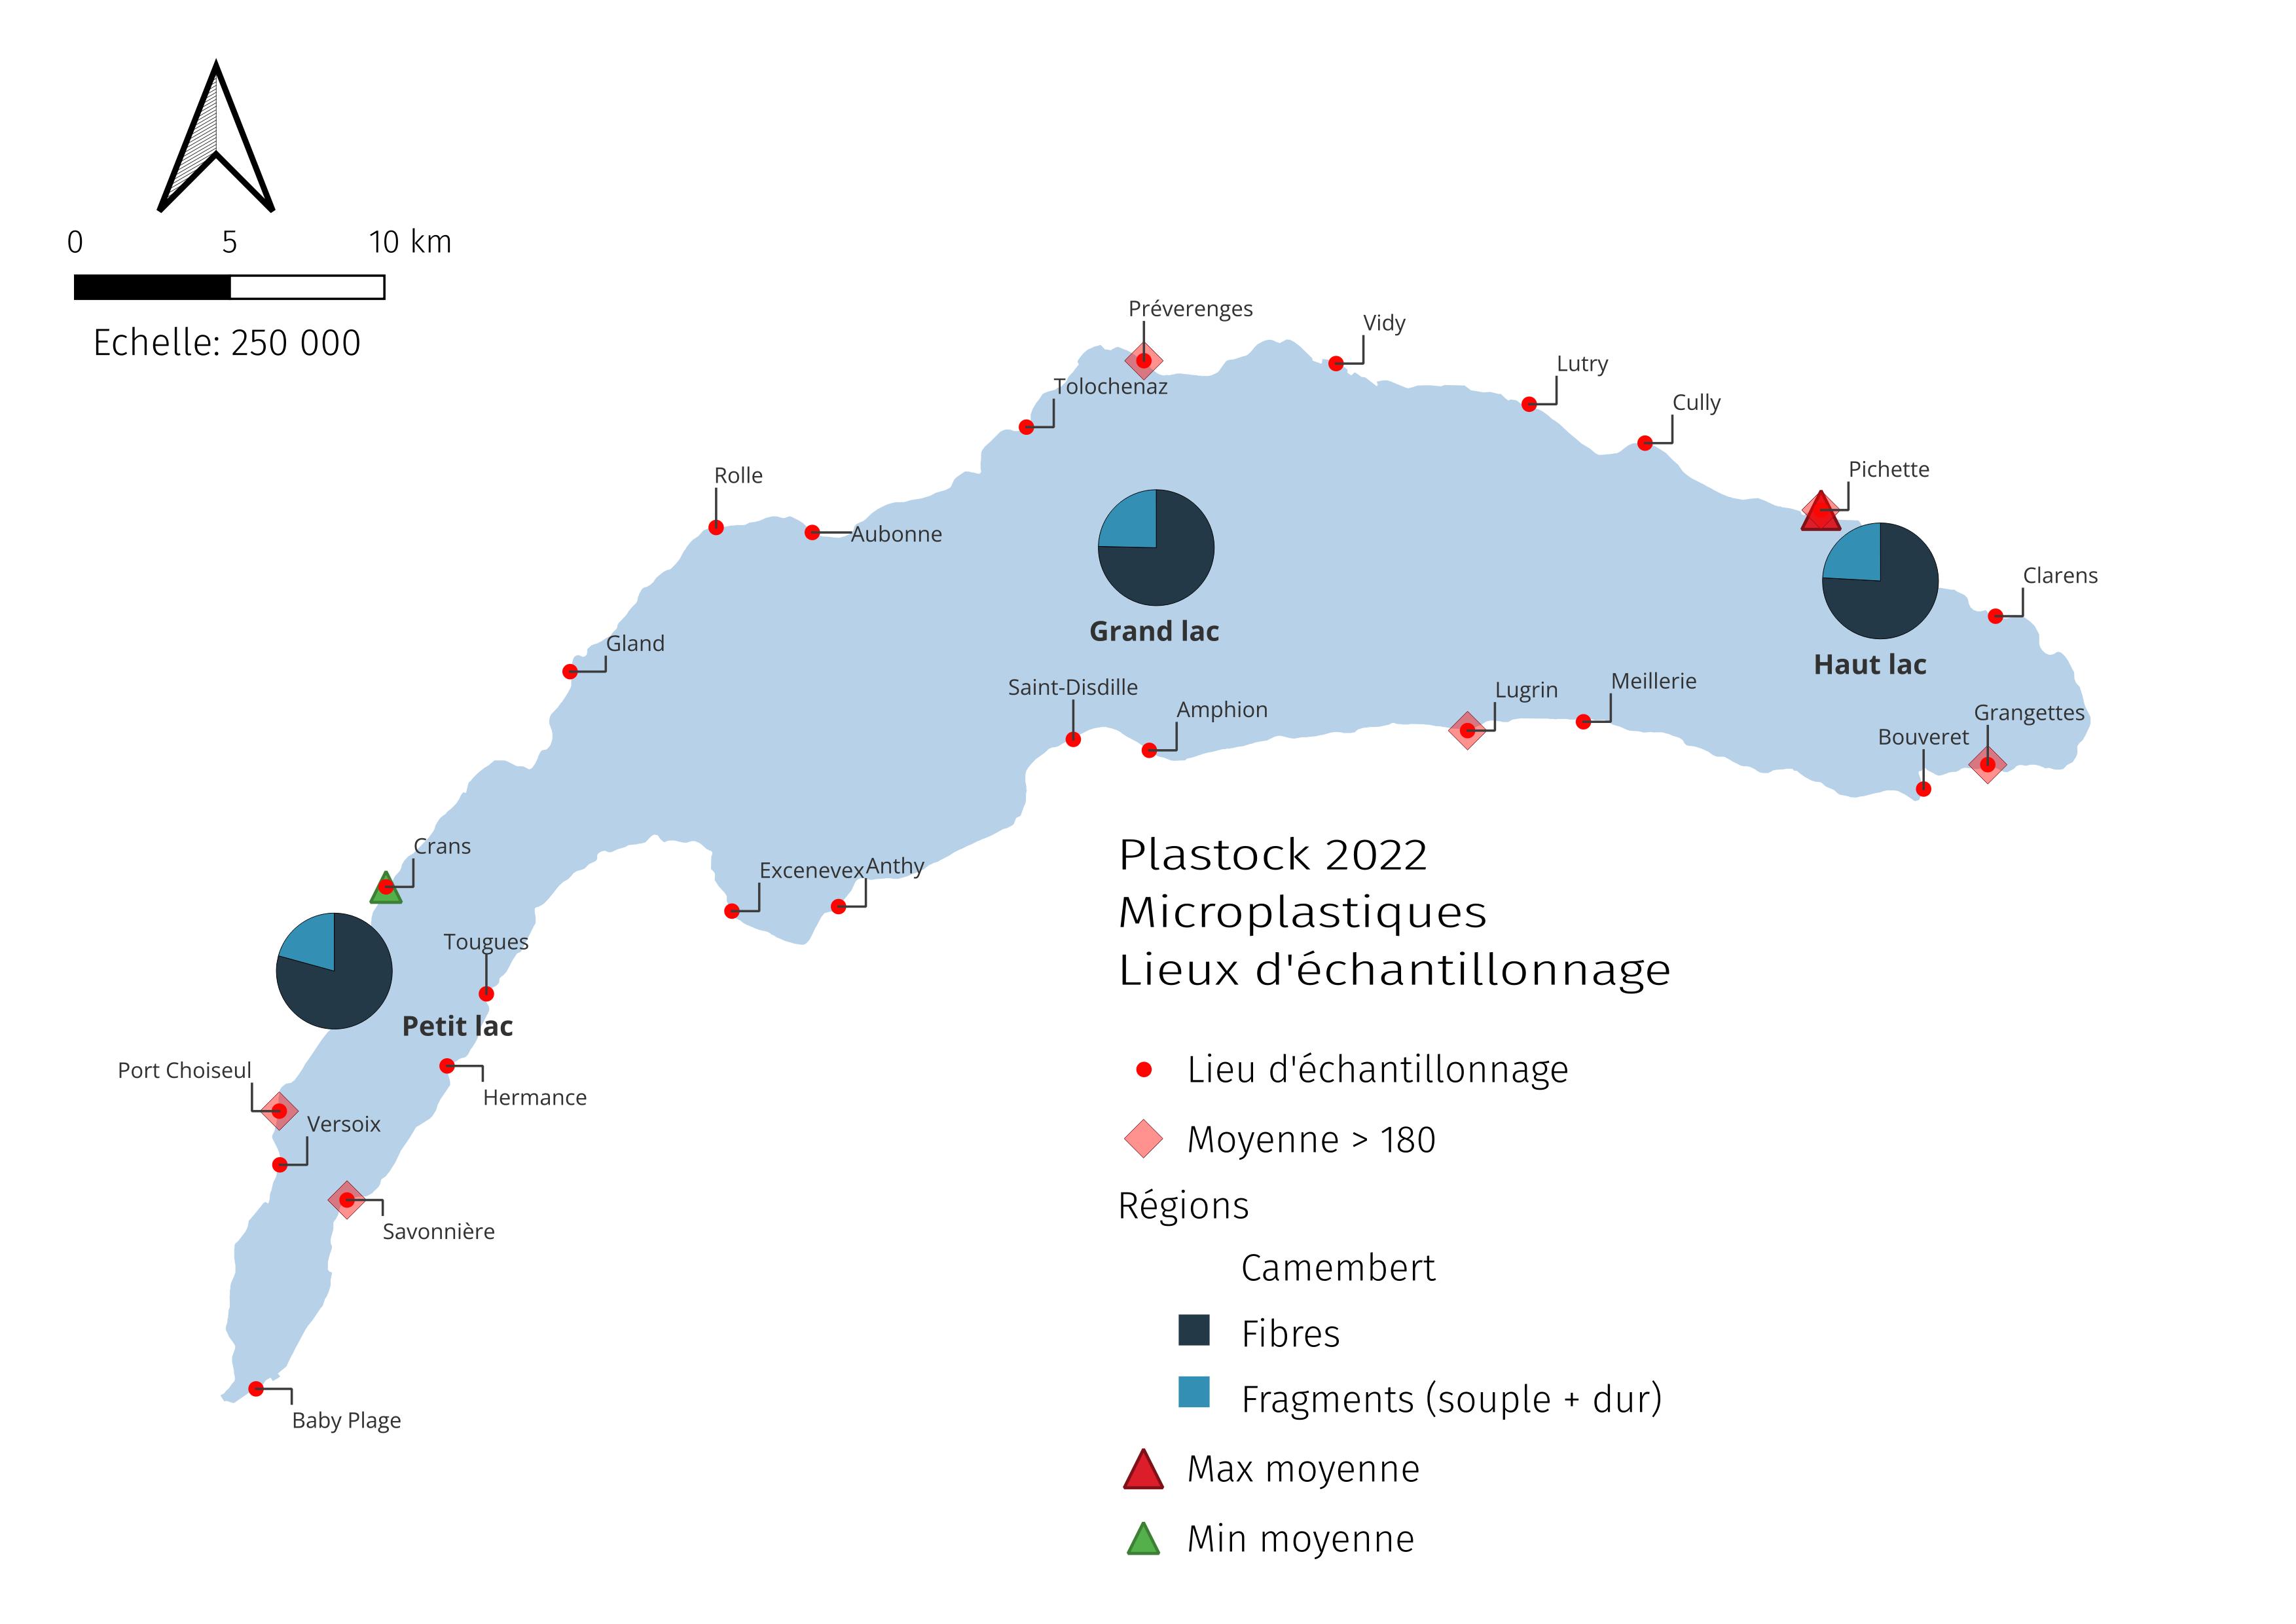 0 5 10 km
Echelle: 250 000
Préverenges
Vidy
Tolochenaz
Lutry
Cully
Rolle
Pichette
Aubonne
Clarens
Grand lac
Gland
Haut lac
Saint-Disdille
Lugrin
Meillerie
Amphion
Grangettes
Bouveret
Crans
Excenevex
Anthy
Tougues
Petit lac
Port Choiseul
Hermance
Versoix
Savonnière
Baby Plage
Plastock 2022
Microplastiques
Lieux d'échantillonnage
Lieu d'échantillonnage
Moyenne > 180
Régions
Camembert
Fibres
Fragments (souple + dur)
Max moyenne
Min moyenne